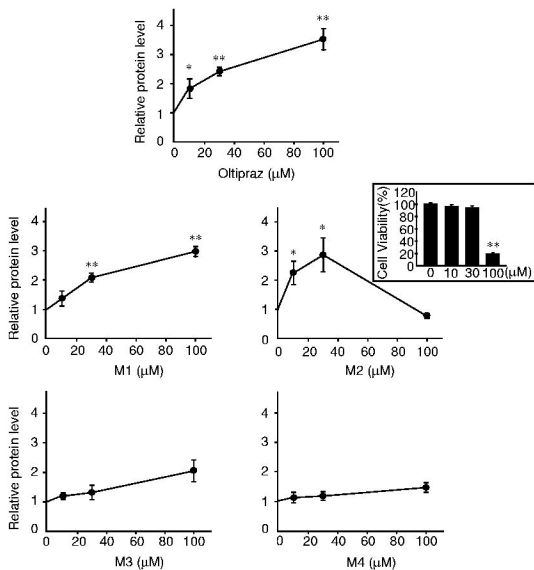 Relative protein level
4
3
2
1
0
*
**
**
0 20 40 60 80 100
Oltipraz (μM)
Relative protein level
4
3
2
1
0
**
**
0 20 40 60 80 100
M1 (μM)
4
3
2
1
0
*
*
0 20 40 60 80 100
M2 (μM)
Cell Viability(%)
120
100
80
60
40
20
0
**
0 10 30 100(μM)
Relative protein level
4
3
2
1
0
0 20 40 60 80 100
M3 (μM)
4
3
2
1
0
0 20 40 60 80 100
M4 (μM)